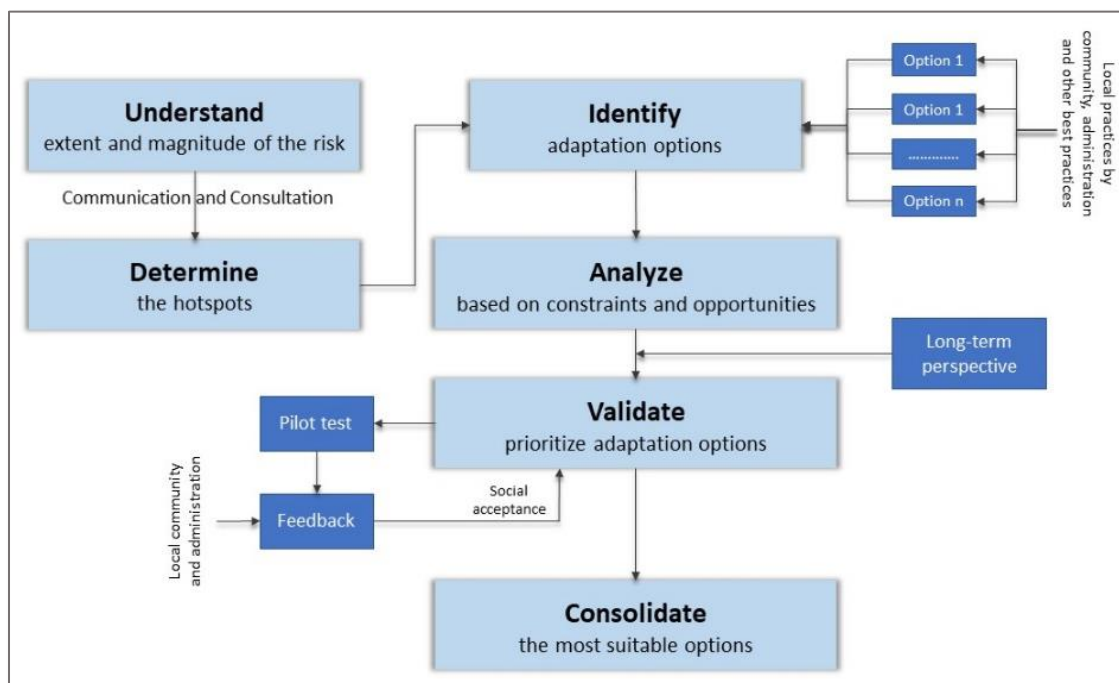 Understand
extent and magnitude of the risk
Communication and Consultation
Determine
the hotspots
Identify
adaptation options
Option 1
Option 1
.............
Option n
Local practices by
community, administration
and other best practices
Analyze
based on constraints and opportunities
Long-term
perspective
Validate
prioritize adaptation options
Pilot test
Feedback
Local community
and administration
Social
acceptance
Consolidate
the most suitable options